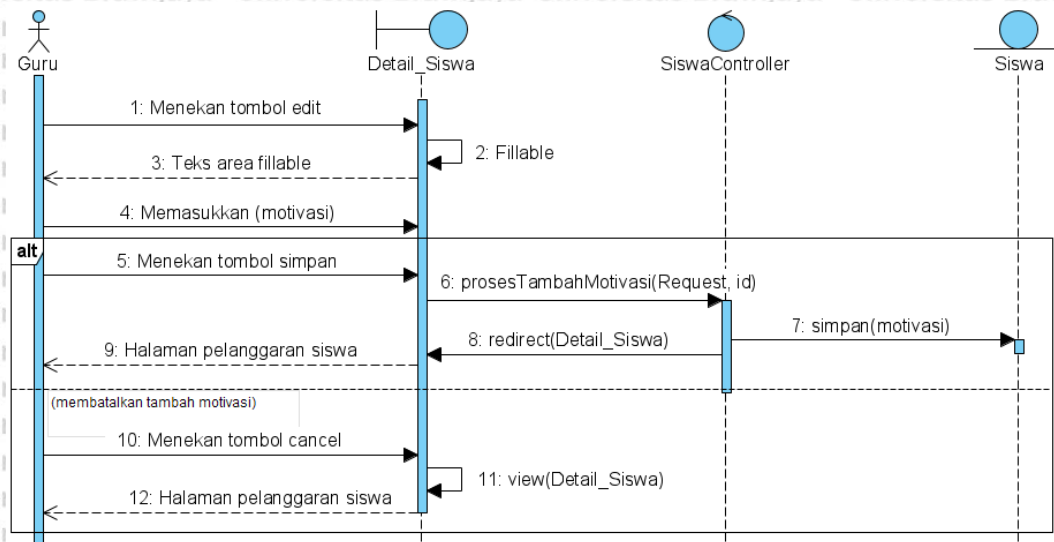 Guru
Detail_Siswa
SiswaController
Siswa
1: Menekan tombol edit
2: Fillable
3: Teks area fillable
4: Memasukkan (motivasi)
alt
5: Menekan tombol simpan
6: prosesTambahMotivasi(Request, id)
7: simpan(motivasi)
8: redirect(Detail_Siswa)
9: Halaman pelanggaran siswa
(membatalkan tambah motivasi)
10: Menekan tombol cancel
11: view(Detail_Siswa)
12: Halaman pelanggaran siswa